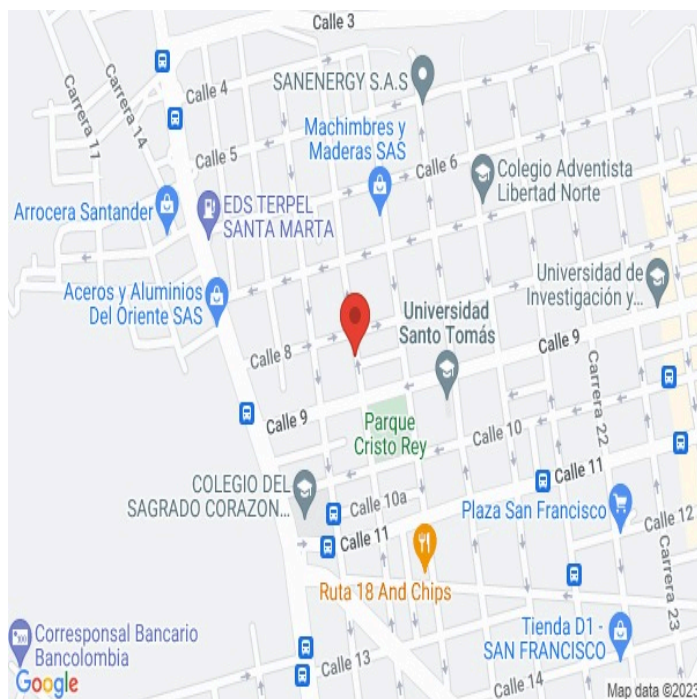 Calle 3
Carrera 11
Carrera 14
Calle 4
SANENERGY S.A.S
Machimbres y
Maderas SAS
Calle 5
Calle 6
Colegio Adventista
Libertad Norte
Arrocera Santander
EDS TERPEL
SANTA MARTA
Aceros y Aluminios
Del Oriente SAS
Universidad de
Investigación y...
Universidad
Santo Tomás
Calle 8
Calle 9
Carrera 22
Calle 9
Parque
Cristo Rey
Calle 10
COLEGIO DEL
SAGRADO CORAZON...
Calle 10a
Calle 11
Plaza San Francisco
Calle 12
Calle 11
Ruta 18 And Chips
Carrera 23
Tienda D1 -
SAN FRANCISCO
Corresponsal Bancario
Bancolombia
Calle 13
Calle 14
Google
Map data ©202